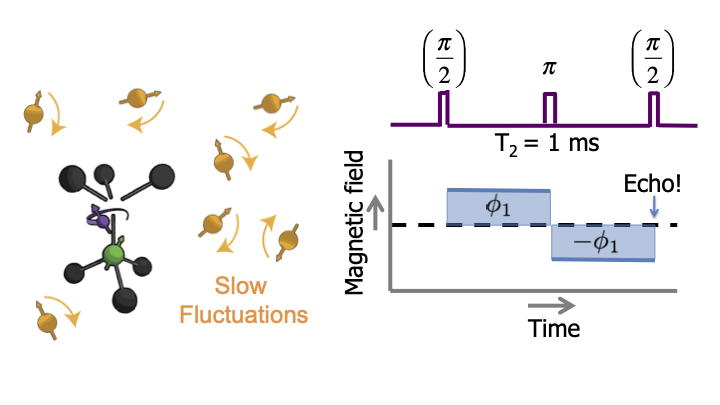 (π/2)
π
(π/2)
T₂ = 1 ms
Magnetic field
ϕ₁
−ϕ₁
Echo!
Time
Slow
Fluctuations